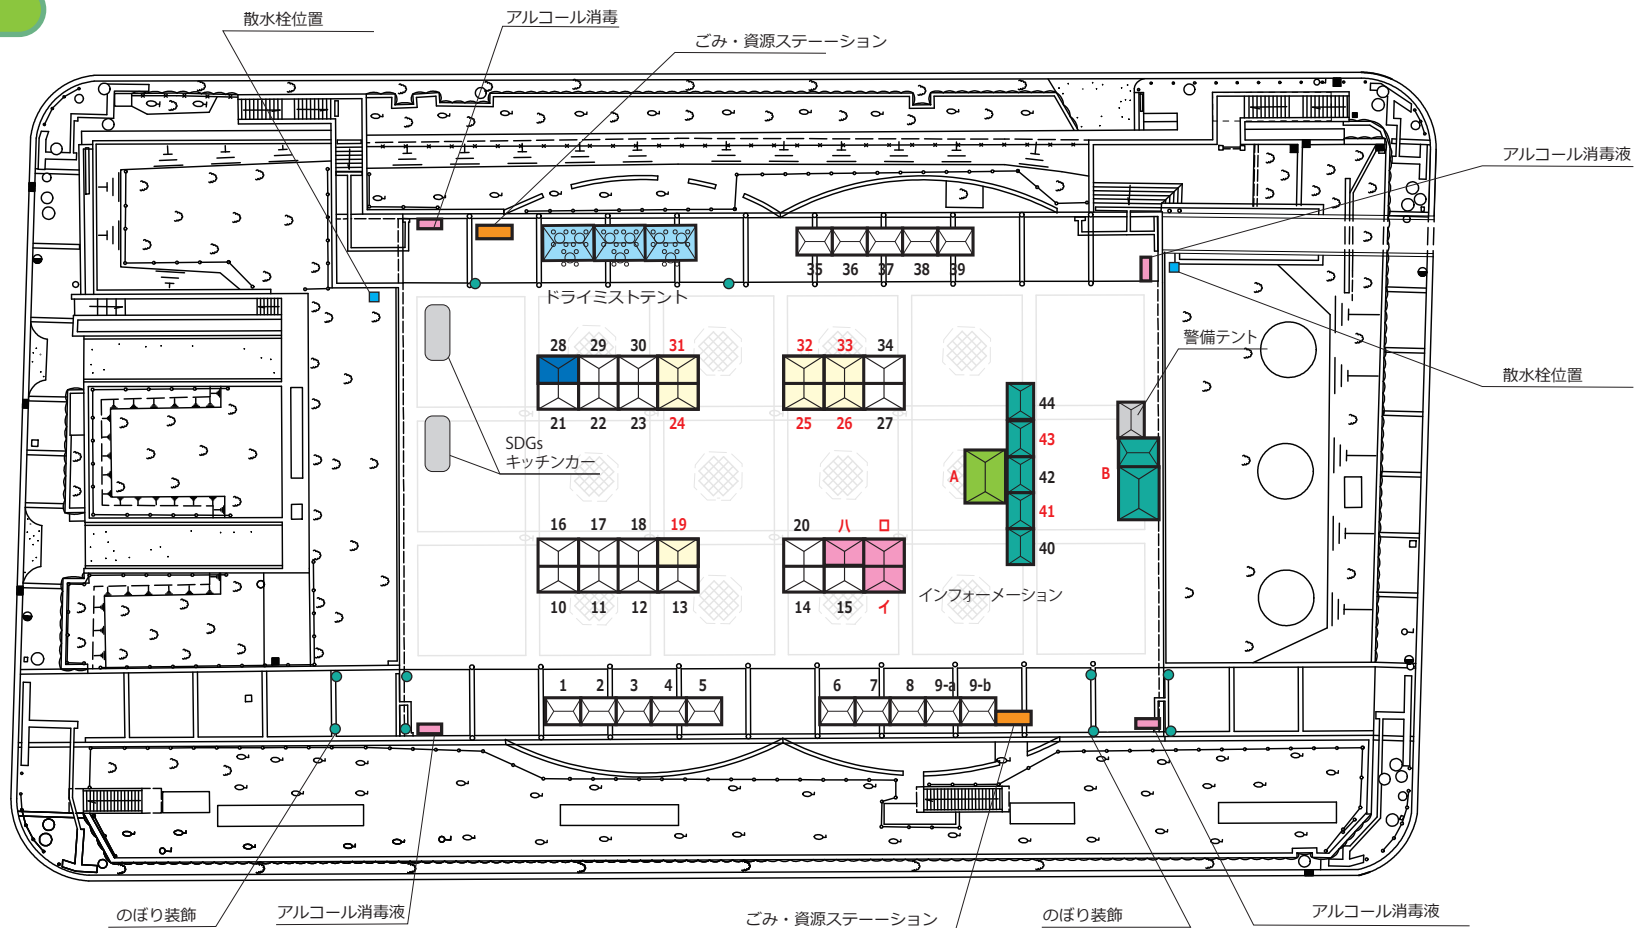 散水栓位置
アルコール消毒
ごみ・資源ステーション
アルコール消毒液
35 36 37 38 39
ドライミストテント
警備テント
28 29 30 31 32 33 34
散水栓位置
44
21 22 23 24 25 26 27
43
SDGs
キッチンカー
A
42
B
41
16 17 18 19 20 ハ ロ
40
インフォーメーション
10 11 12 13 14 15 イ
1 2 3 4 5 6 7 8 9-a 9-b
のぼり装飾
アルコール消毒液
ごみ・資源ステーション
のぼり装飾
アルコール消毒液